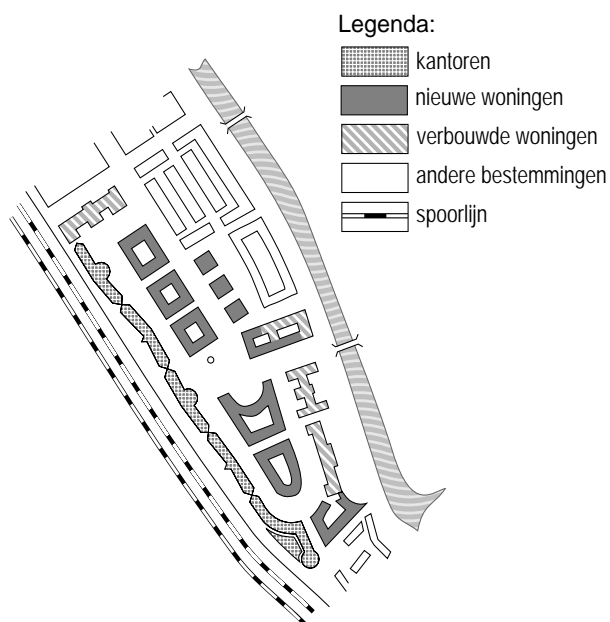 Legenda:
kantoren
nieuwe woningen
verbouwde woningen
andere bestemmingen
spoorlijn